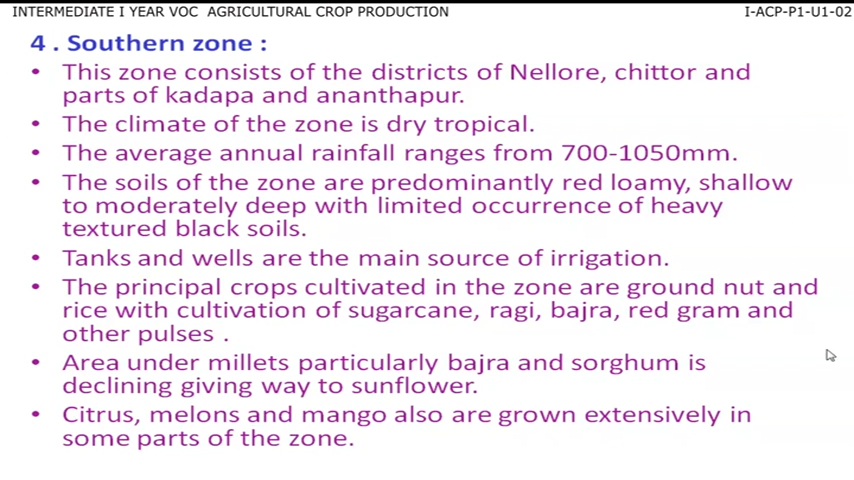 INTERMEDIATE I YEAR VOC AGRICULTURAL CROP PRODUCTION I-ACP-P1-U1-02
4 . Southern zone :
• This zone consists of the districts of Nellore, chittor and
parts of kadapa and ananthapur.
• The climate of the zone is dry tropical.
• The average annual rainfall ranges from 700-1050mm.
• The soils of the zone are predominantly red loamy, shallow
to moderately deep with limited occurrence of heavy
textured black soils.
• Tanks and wells are the main source of irrigation.
• The principal crops cultivated in the zone are ground nut and
rice with cultivation of sugarcane, ragi, bajra, red gram and
other pulses .
• Area under millets particularly bajra and sorghum is
declining giving way to sunflower.
• Citrus, melons and mango also are grown extensively in
some parts of the zone.